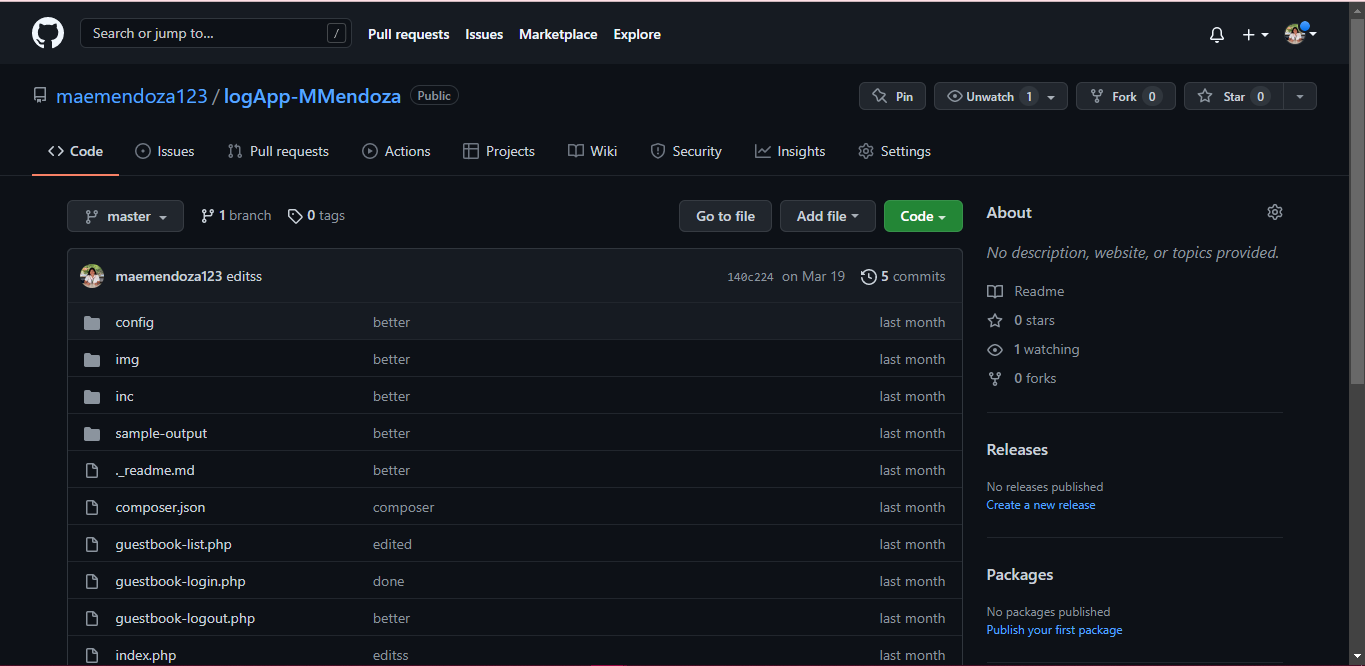 Search or jump to... / Pull requests Issues Marketplace Explore
maemendoza123 / logApp-MMendoza Public Pin Unwatch 1 Fork 0 Star 0
Code Issues Pull requests Actions Projects Wiki Security Insights Settings
master 1 branch 0 tags Go to file Add file Code
maemendoza123 editss 140c224 on Mar 19 5 commits
config better last month
img better last month
inc better last month
sample-output better last month
._readme.md better last month
composer.json composer last month
guestbook-list.php edited last month
guestbook-login.php done last month
guestbook-logout.php better last month
index.php editss last month
About
No description, website, or topics provided.
Readme
0 stars
1 watching
0 forks
Releases
No releases published
Create a new release
Packages
No packages published
Publish your first package